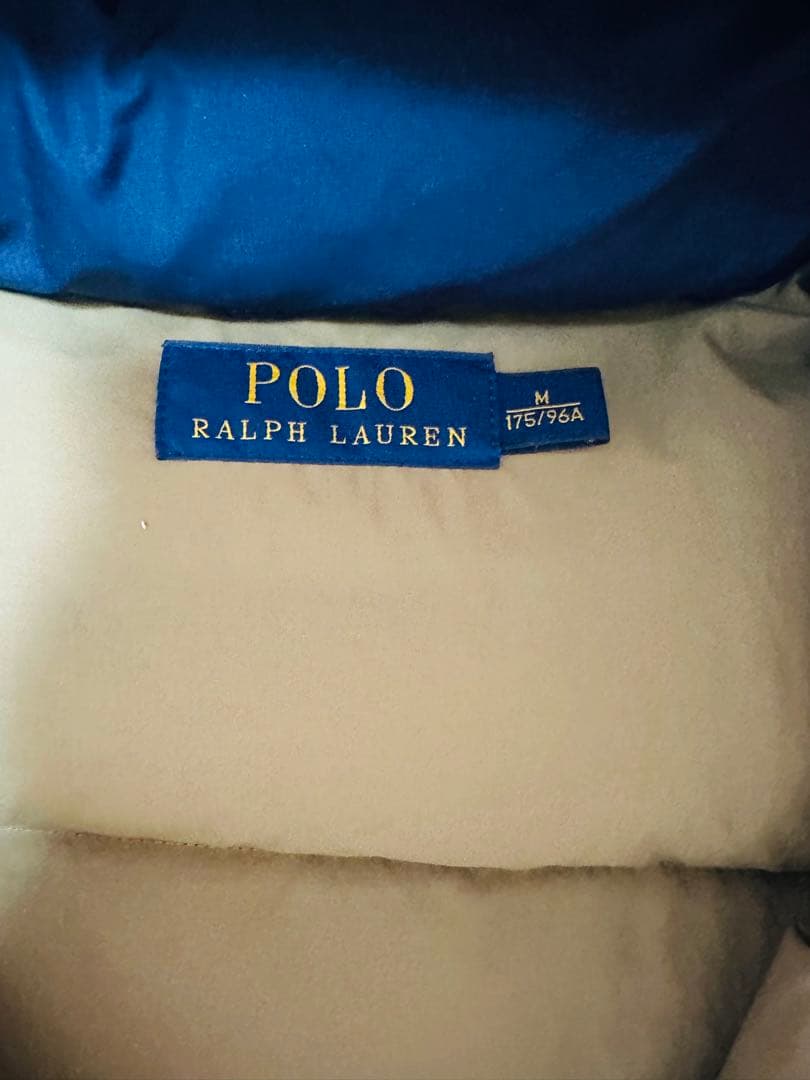 POLO
RALPH LAUREN
M
175/96A